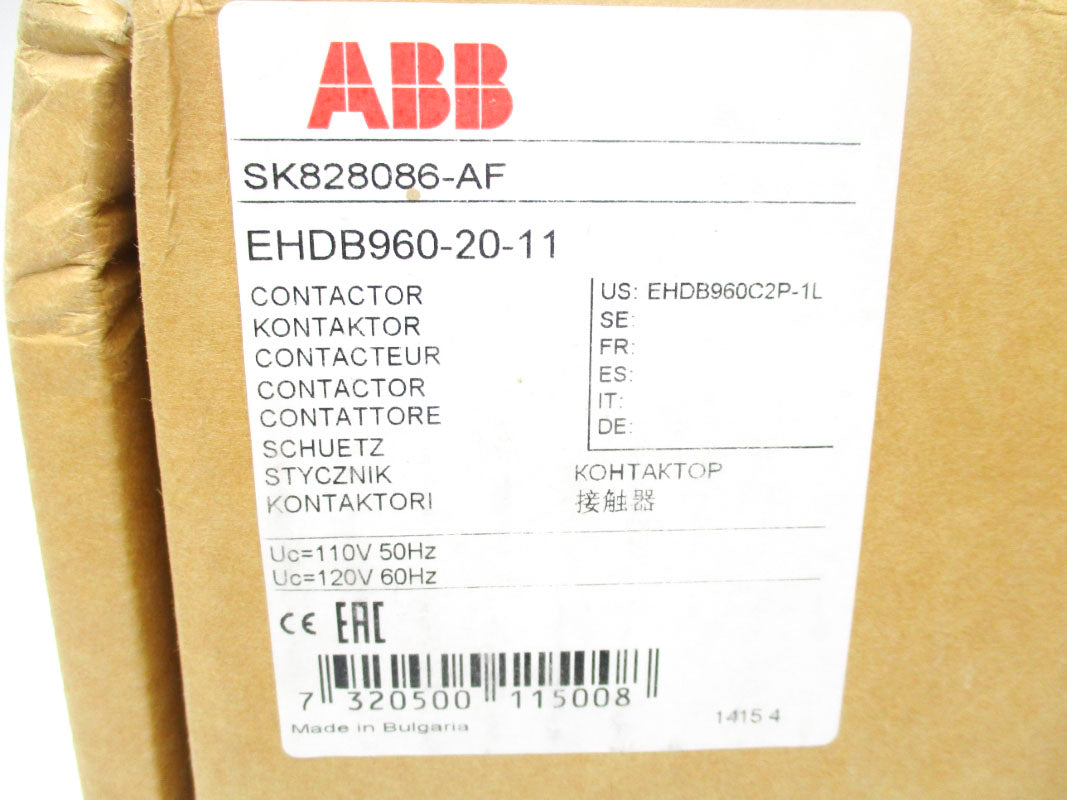 ABB
SK828086-AF
EHDB960-20-11
CONTACTOR
KONTAKTOR
CONTACTEUR
CONTACTOR
CONTATTORE
SCHUETZ
STYCZNIK
KONTAKTORI
US: EHDB960C2P-1L
SE:
FR:
ES:
IT:
DE:
КОНТАКТОР
接触器
Uc=110V 50Hz
Uc=120V 60Hz
CE EAC
7 320500 115008
Made in Bulgaria
1415 4